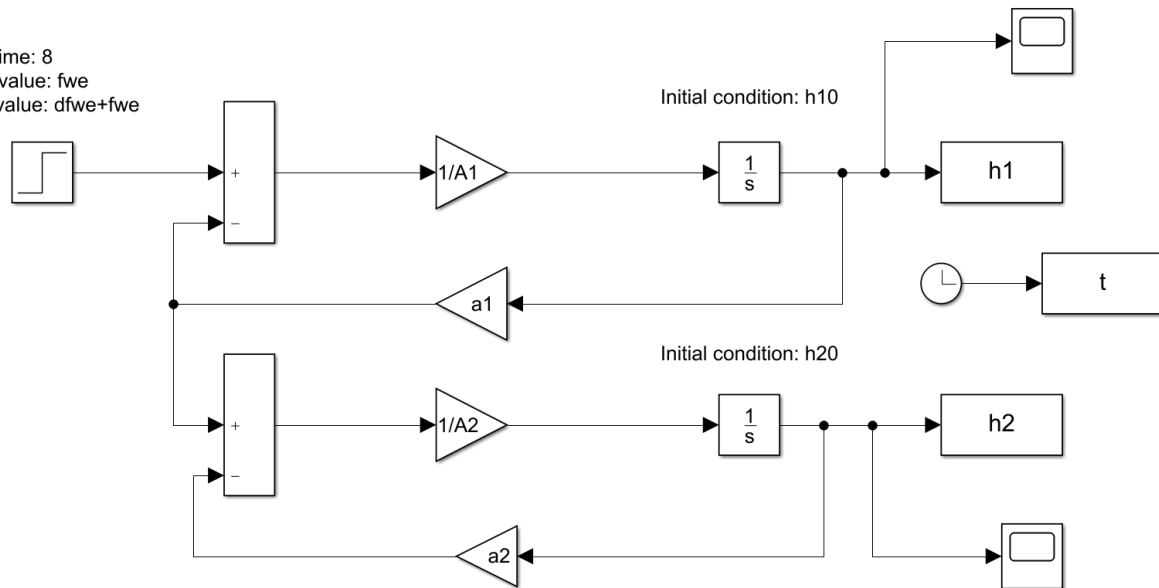 ime: 8
value: fwe
value: dfwe+fwe
Initial condition: h10
+
1/A1
1
s
h1
−
t
a1
Initial condition: h20
+
1/A2
1
s
h2
−
a2